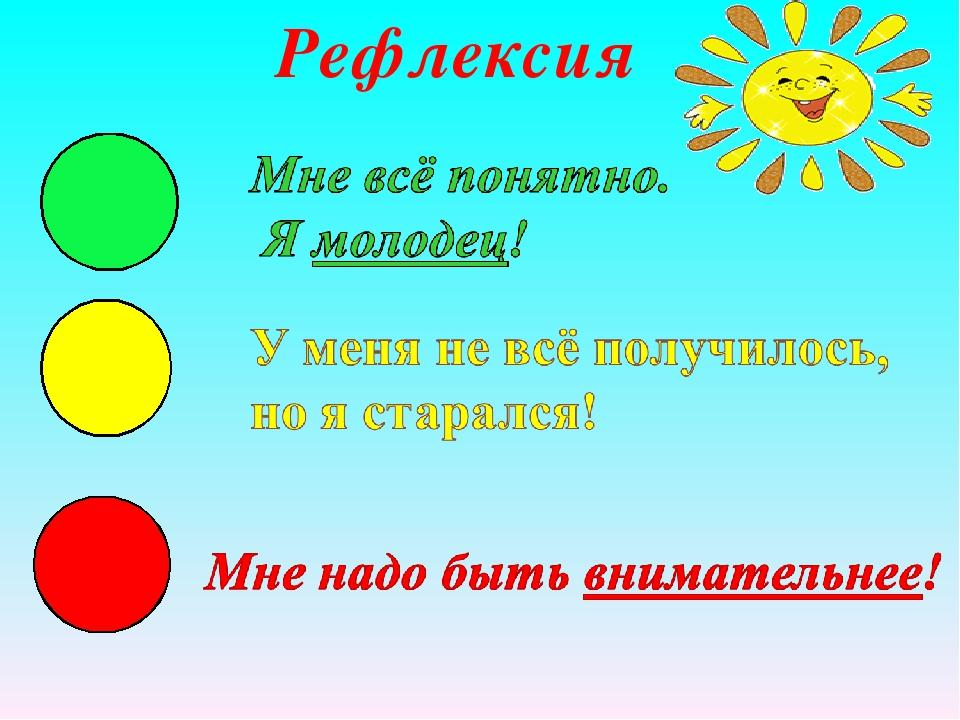 Рефлексия
Мне всё понятно.
Я молодец!
У меня не всё получилось,
но я старался!
Мне надо быть внимательнее!